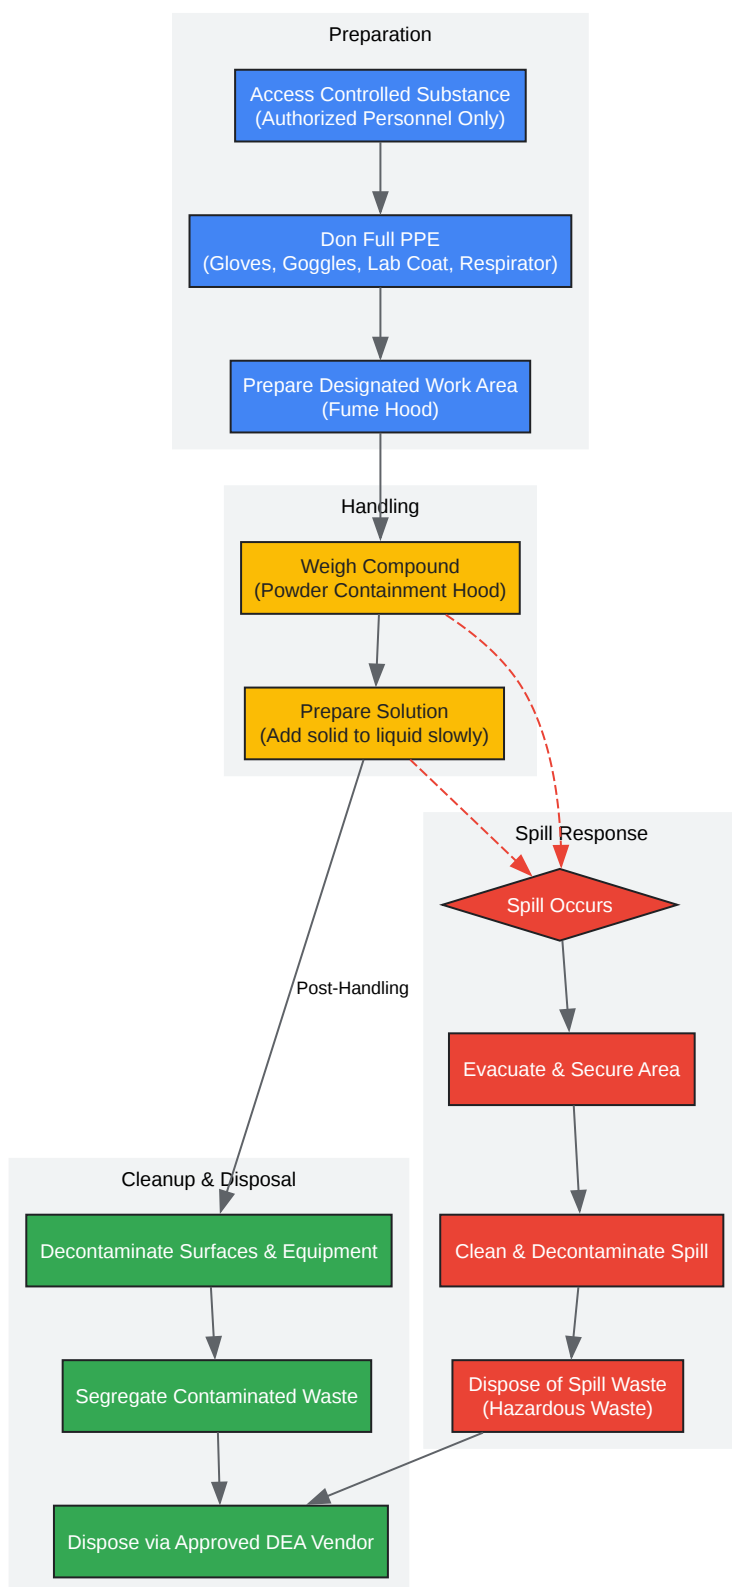 Preparation
Access Controlled Substance
(Authorized Personnel Only)
Don Full PPE
(Gloves, Goggles, Lab Coat, Respirator)
Prepare Designated Work Area
(Fume Hood)
Handling
Weigh Compound
(Powder Containment Hood)
Prepare Solution
(Add solid to liquid slowly)
Spill Response
Spill Occurs
Post-Handling
Evacuate & Secure Area
Cleanup & Disposal
Decontaminate Surfaces & Equipment
Clean & Decontaminate Spill
Segregate Contaminated Waste
Dispose of Spill Waste
(Hazardous Waste)
Dispose via Approved DEA Vendor